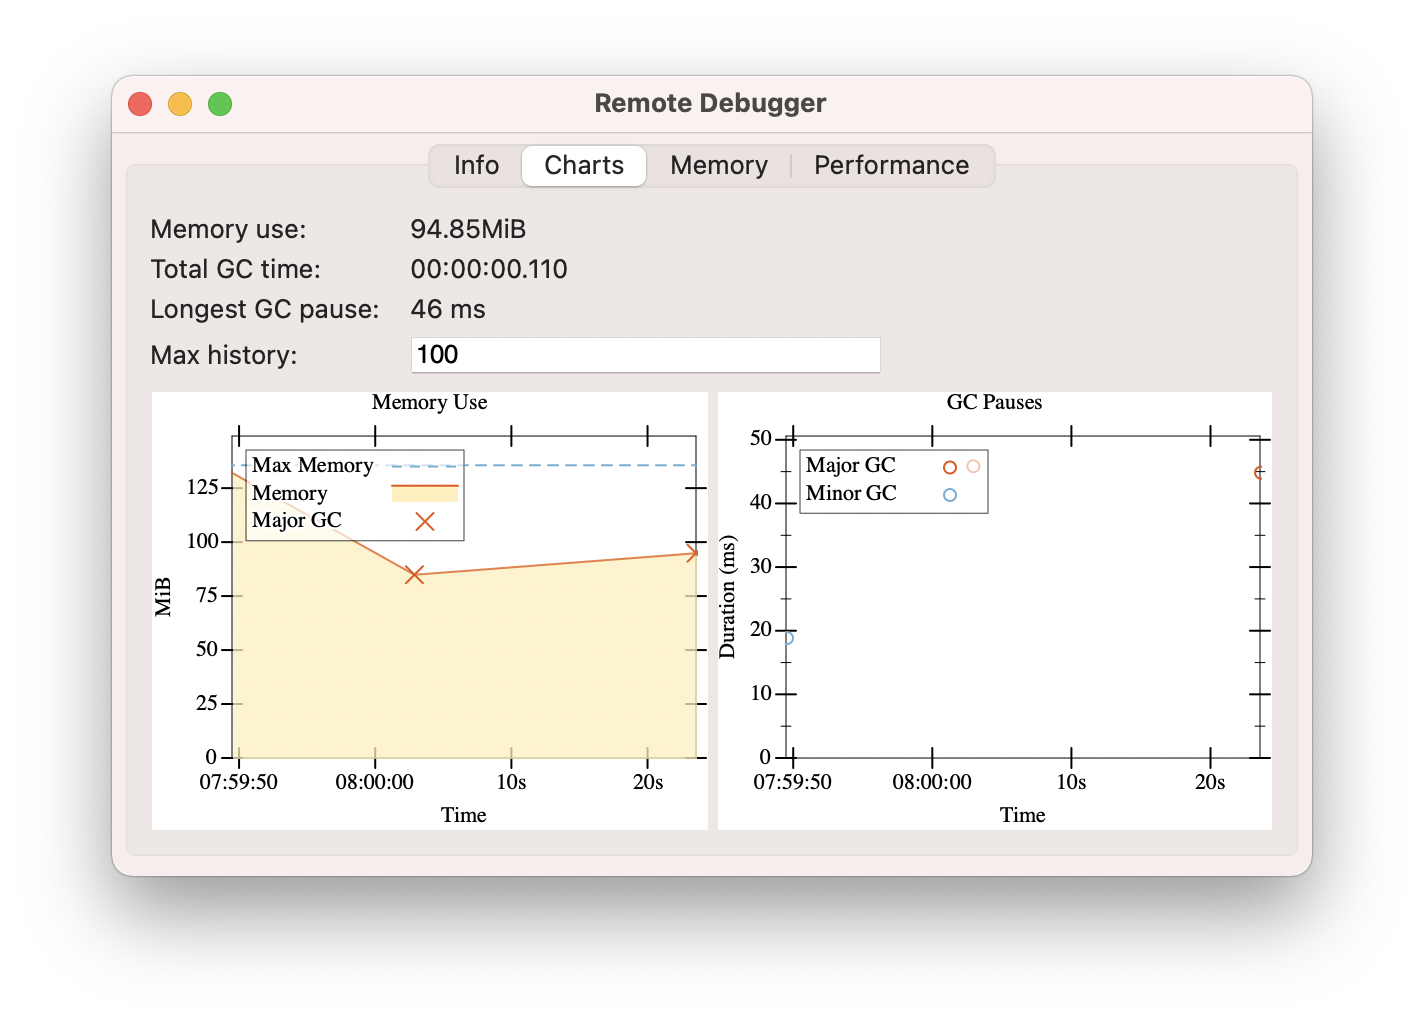 Remote Debugger
Info Charts Memory Performance
Memory use: 94.85MiB
Total GC time: 00:00:00.110
Longest GC pause: 46 ms
Max history: 100
Memory Use
Max Memory
Memory
Major GC
125
100
75
50
25
0
MiB
07:59:50 08:00:00 10s 20s
Time
GC Pauses
Major GC
Minor GC
50
40
30
20
10
0
Duration (ms)
07:59:50 08:00:00 10s 20s
Time